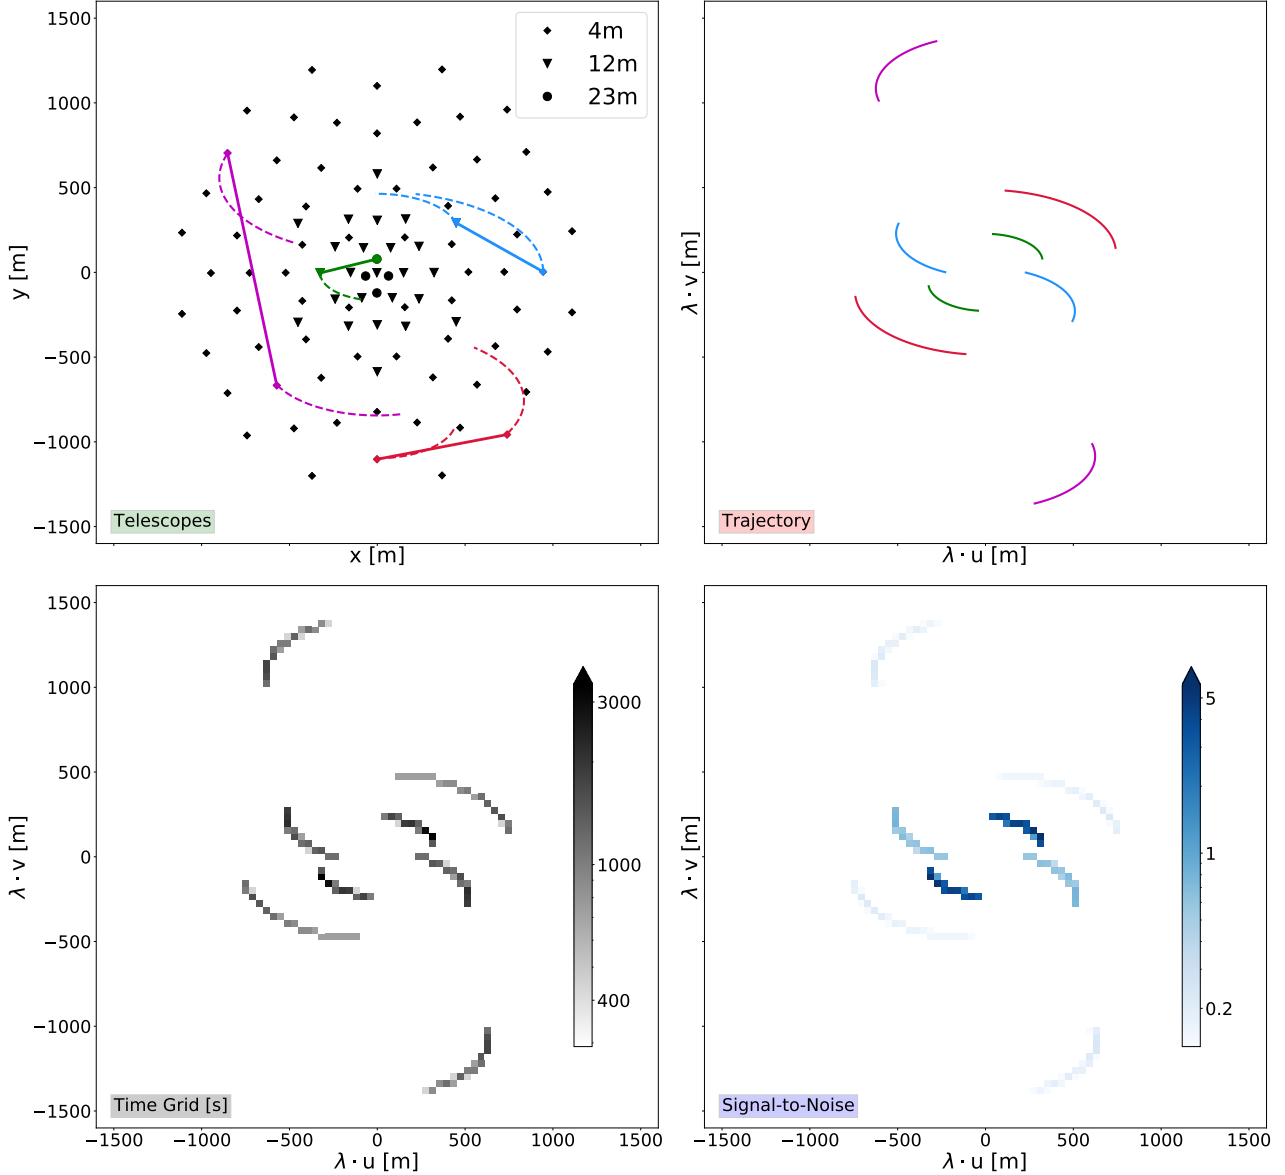 1500
1000
500
0
−500
−1000
−1500
y [m]
x [m]
4m
12m
23m
Telescopes
λ · v [m]
λ · u [m]
Trajectory
1500
1000
500
0
−500
−1000
−1500
λ · v [m]
3000
1000
400
Time Grid [s]
−1500 −1000 −500 0 500 1000 1500
λ · u [m]
λ · v [m]
5
1
0.2
Signal-to-Noise
−1500 −1000 −500 0 500 1000 1500
λ · u [m]